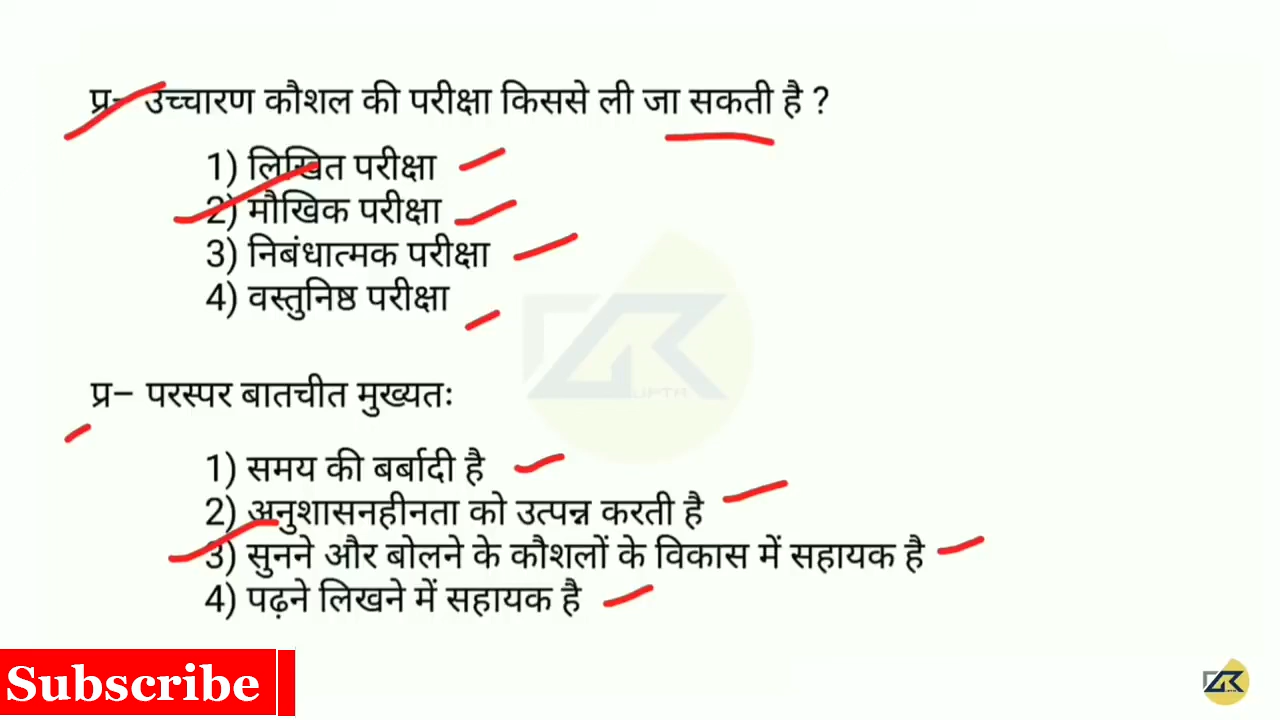 प्र– उच्चारण कौशल की परीक्षा किससे ली जा सकती है ?
1) लिखित परीक्षा
2) मौखिक परीक्षा
3) निबंधात्मक परीक्षा
4) वस्तुनिष्ठ परीक्षा
प्र– परस्पर बातचीत मुख्यतः
1) समय की बर्बादी है
2) अनुशासनहीनता को उत्पन्न करती है
3) सुनने और बोलने के कौशलों के विकास में सहायक है
4) पढ़ने लिखने में सहायक है
Subscribe